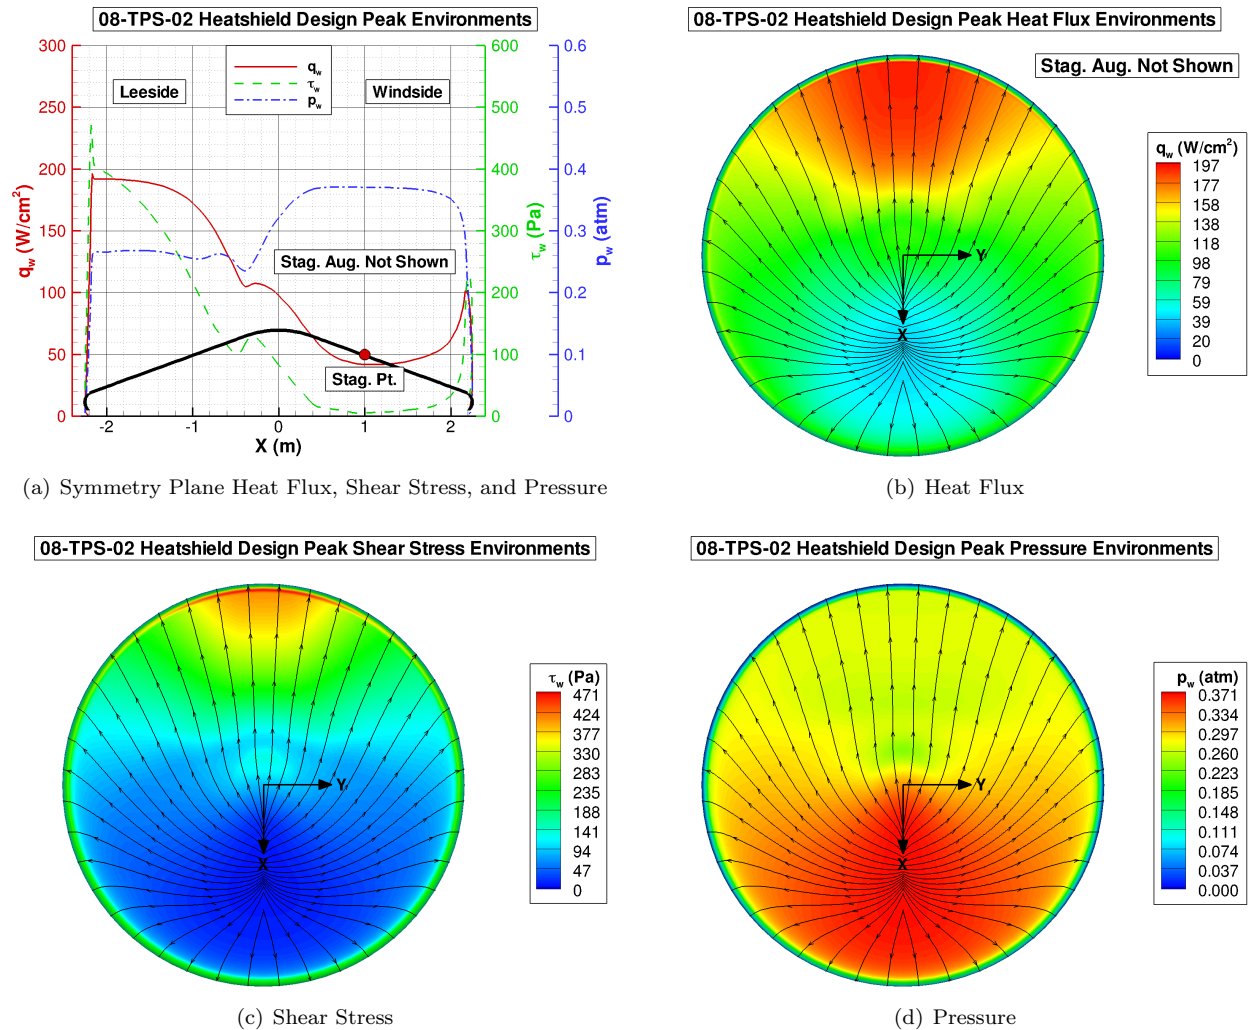 08-TPS-02 Heatshield Design Peak Environments
300
250
200
150
100
50
0
q_w (W/cm²)
600
500
400
300
200
100
0
τ_w (Pa)
0.6
0.5
0.4
0.3
0.2
0.1
0
p_w (atm)
q_w
τ_w
p_w
Leeside
Windside
Stag. Aug. Not Shown
Stag. Pt.
-2 -1 0 1 2
X (m)
(a) Symmetry Plane Heat Flux, Shear Stress, and Pressure
08-TPS-02 Heatshield Design Peak Heat Flux Environments
Stag. Aug. Not Shown
Y
X
q_w (W/cm²)
197
177
158
138
118
98
79
59
39
20
0
(b) Heat Flux
08-TPS-02 Heatshield Design Peak Shear Stress Environments
Y
X
τ_w (Pa)
471
424
377
330
283
235
188
141
94
47
0
(c) Shear Stress
08-TPS-02 Heatshield Design Peak Pressure Environments
Y
X
p_w (atm)
0.371
0.334
0.297
0.260
0.223
0.185
0.148
0.111
0.074
0.037
0.000
(d) Pressure